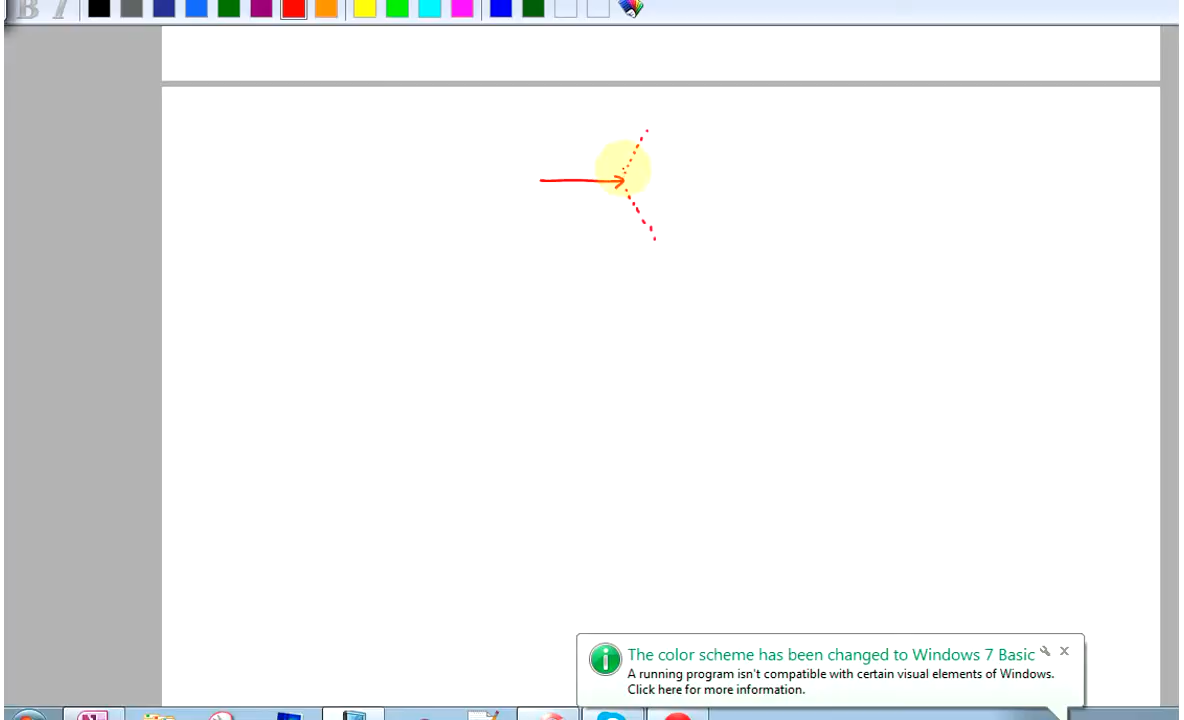 B I
The color scheme has been changed to Windows 7 Basic
A running program isn't compatible with certain visual elements of Windows.
Click here for more information.